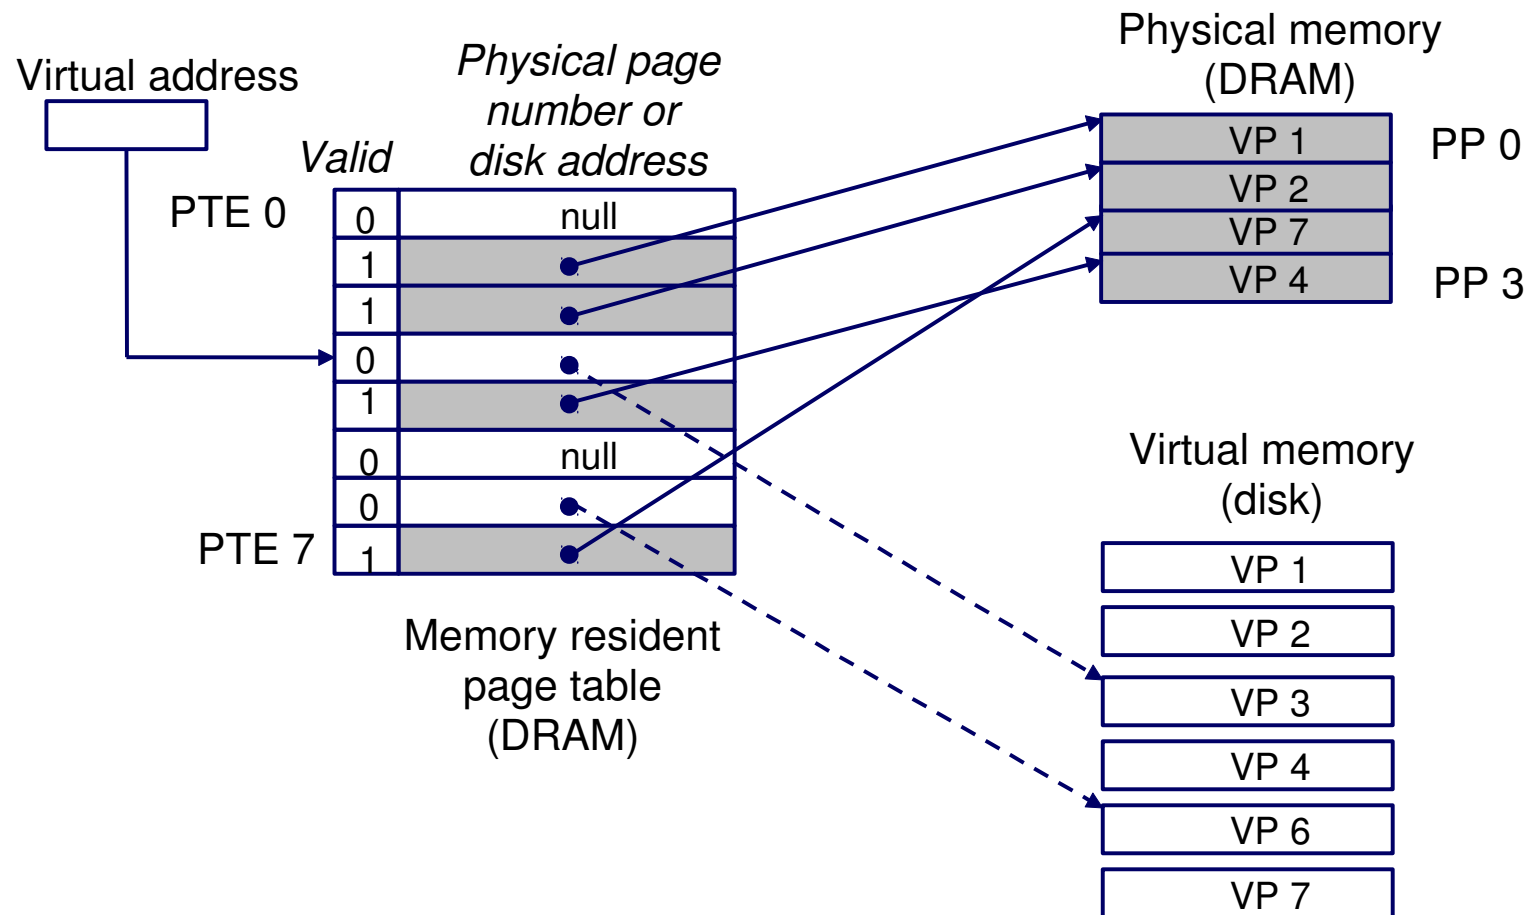 Virtual address
Physical page
number or
disk address
Valid
PTE 0
0 null
1
1
0
1
0 null
0
PTE 7
1
Memory resident
page table
(DRAM)
Physical memory
(DRAM)
VP 1
PP 0
VP 2
VP 7
VP 4
PP 3
Virtual memory
(disk)
VP 1
VP 2
VP 3
VP 4
VP 6
VP 7